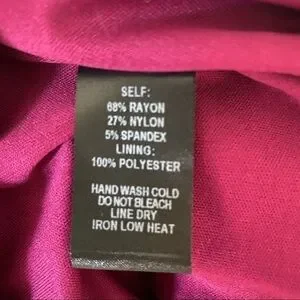 SELF:
68% RAYON
27% NYLON
5% SPANDEX
LINING:
100% POLYESTER
HAND WASH COLD
DO NOT BLEACH
LINE DRY
IRON LOW HEAT